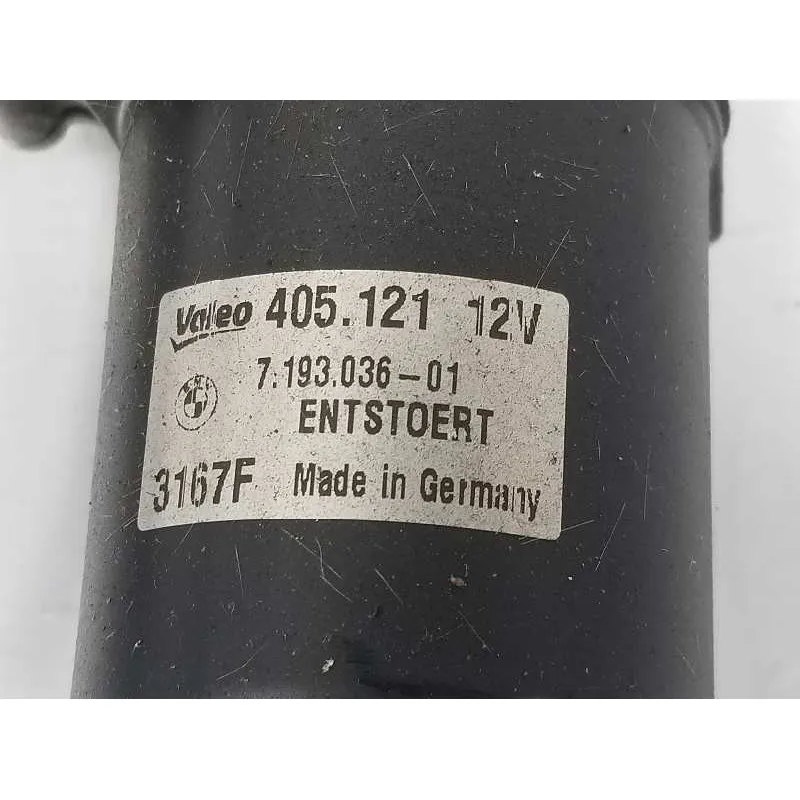 Valeo 405.121 12V
7.193.036-01
ENTSTOERT
3167F Made in Germany